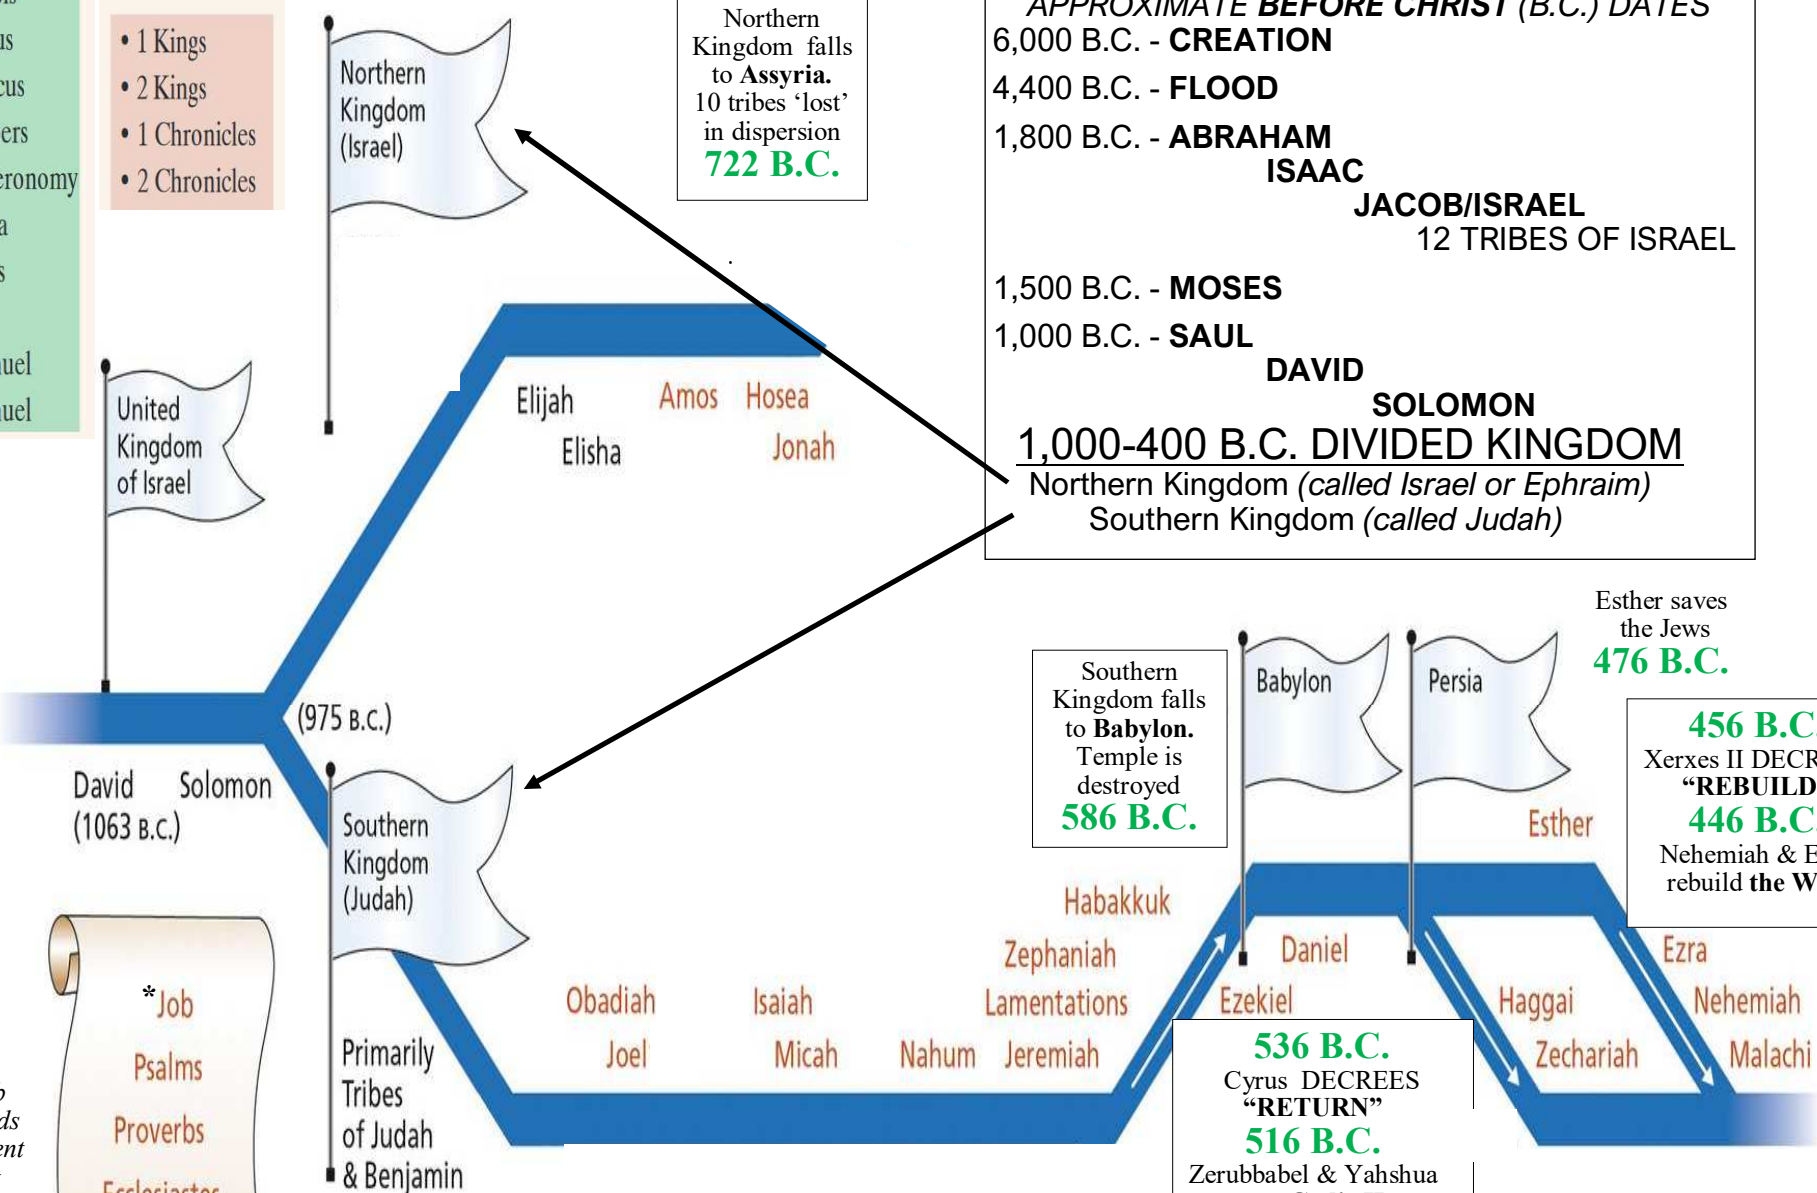 • 1 Kings
• 2 Kings
• 1 Chronicles
• 2 Chronicles
Northern
Kingdom
(Israel)
Northern
Kingdom falls
to Assyria.
10 tribes ‘lost’
in dispersion
722 B.C.
APPROXIMATE BEFORE CHRIST (B.C.) DATES
6,000 B.C. - CREATION
4,400 B.C. - FLOOD
1,800 B.C. - ABRAHAM
ISAAC
JACOB/ISRAEL
12 TRIBES OF ISRAEL
1,500 B.C. - MOSES
1,000 B.C. - SAUL
DAVID
SOLOMON
1,000-400 B.C. DIVIDED KINGDOM
Northern Kingdom (called Israel or Ephraim)
Southern Kingdom (called Judah)
United
Kingdom
of Israel
Elijah
Elisha
Amos Hosea
Jonah
(975 B.C.)
David Solomon
(1063 B.C.)
Southern
Kingdom
(Judah)
Primarily
Tribes
of Judah
& Benjamin
*Job
Psalms
Proverbs
Ecclesiastes
Obadiah
Joel
Isaiah
Micah
Nahum
Habakkuk
Zephaniah
Lamentations
Jeremiah
Southern
Kingdom falls
to Babylon.
Temple is
destroyed
586 B.C.
Babylon
Persia
Esther saves
the Jews
476 B.C.
456 B.C.
Xerxes II
“REBUILD
446 B.C.
Nehemiah &
rebuild the
Esther
Daniel
Ezekiel
536 B.C.
Cyrus DECREES
“RETURN”
516 B.C.
Zerubbabel & Yahshua
Haggai
Zechariah
Ezra
Nehemiah
Malachi